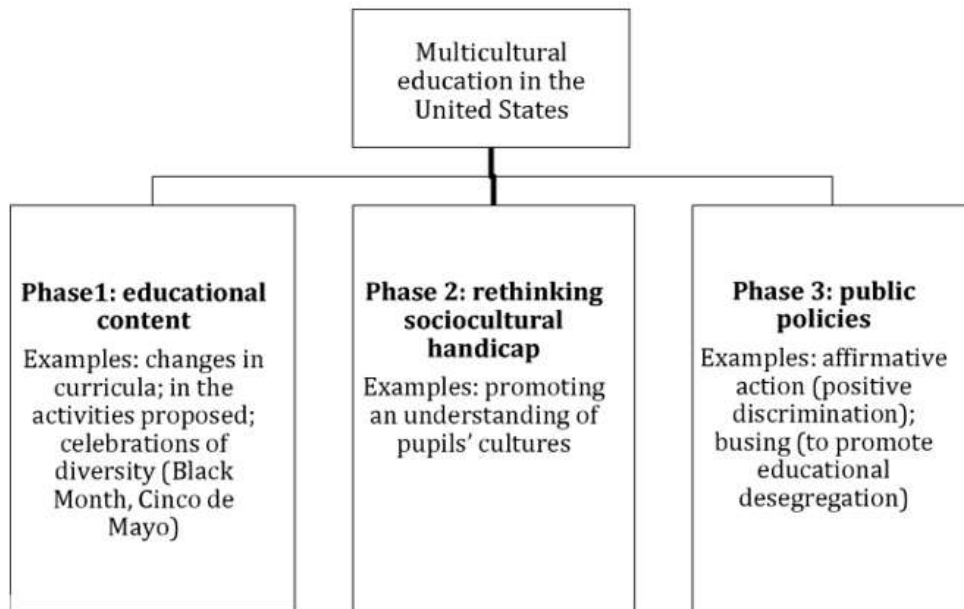 Multicultural
education in the
United States
Phase1: educational
content
Examples: changes in
curricula; in the
activities proposed;
celebrations of
diversity (Black
Month, Cinco de
Mayo)
Phase 2: rethinking
sociocultural
handicap
Examples: promoting
an understanding of
pupils’ cultures
Phase 3: public
policies
Examples: affirmative
action (positive
discrimination);
busing (to promote
educational
desegregation)